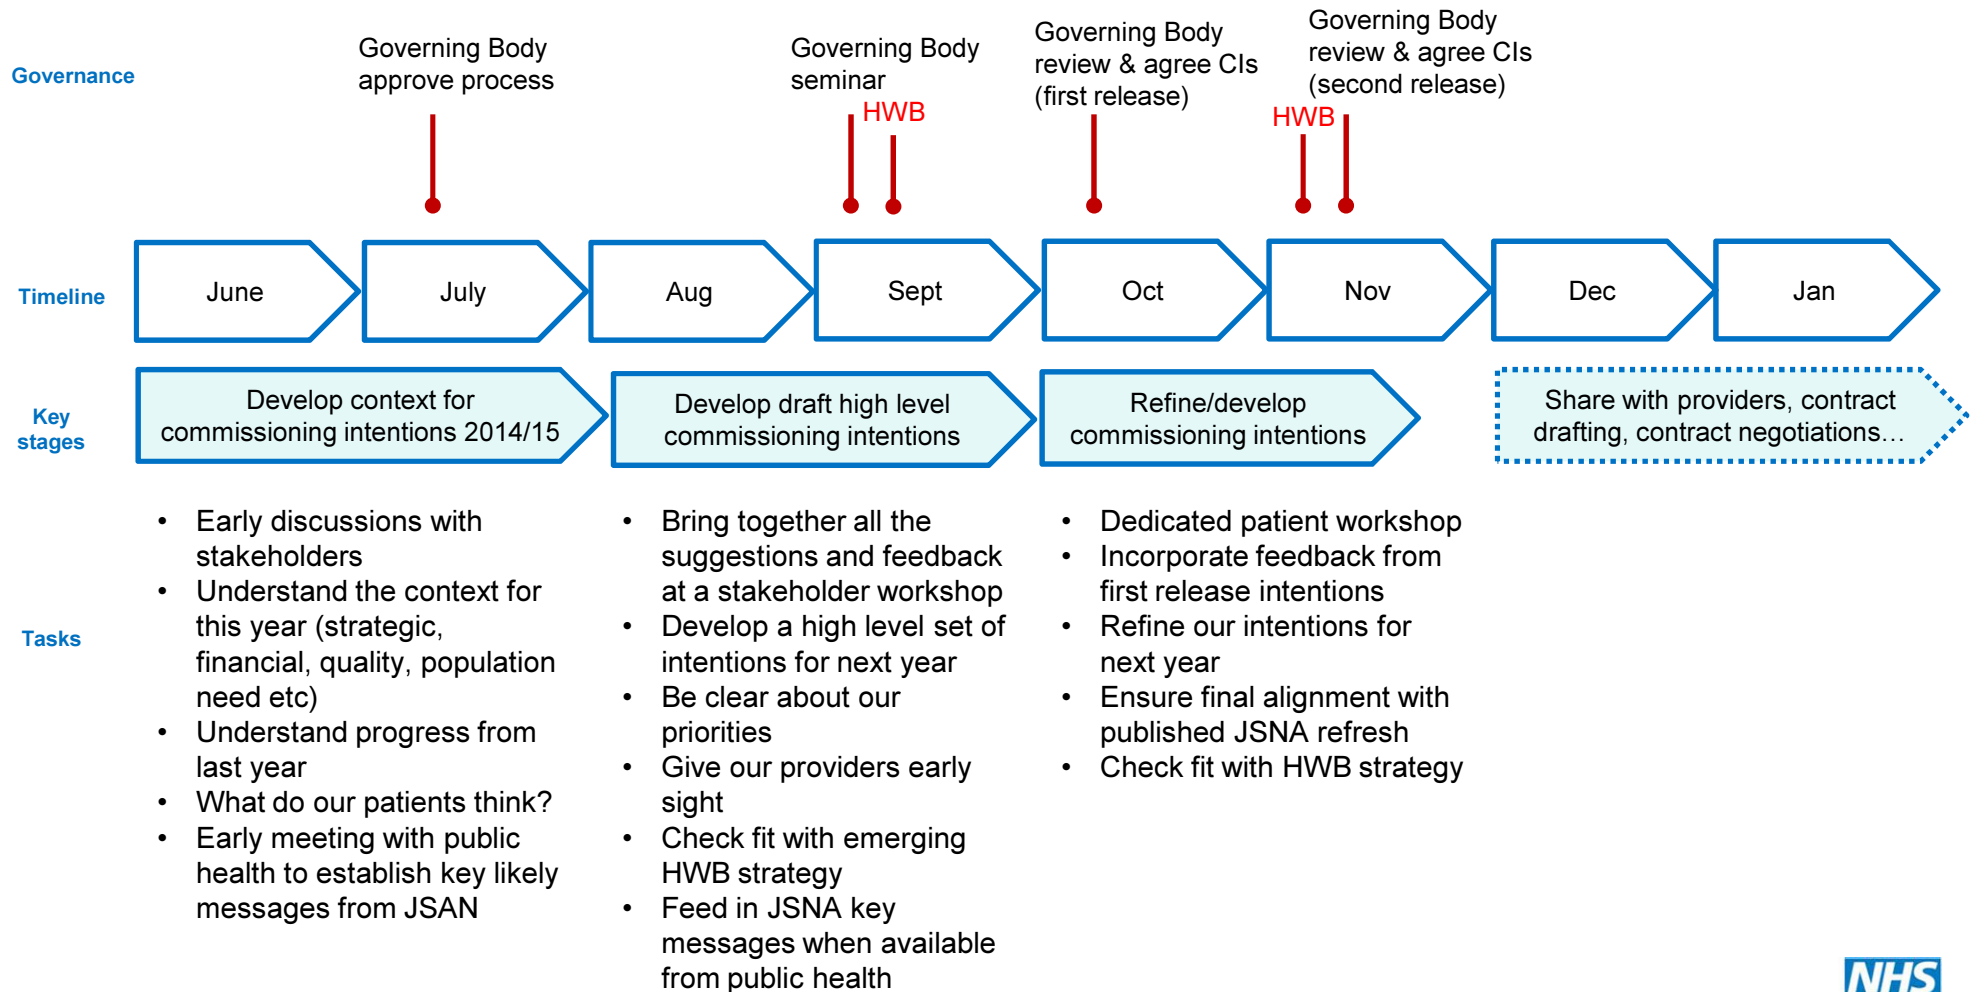 Governance
Governing Body
approve process
Governing Body
seminar
HWB
Governing Body
review & agree CIs
(first release)
HWB
Governing Body
review & agree CIs
(second release)
Timeline
June
July
Aug
Sept
Oct
Nov
Dec
Jan
Key
stages
Develop context for
commissioning intentions 2014/15
Develop draft high level
commissioning intentions
Refine/develop
commissioning intentions
Share with providers, contract
drafting, contract negotiations…
Tasks
• Early discussions with
stakeholders
• Understand the context for
this year (strategic,
financial, quality, population
need etc)
• Understand progress from
last year
• What do our patients think?
• Early meeting with public
health to establish key likely
messages from JSAN
• Bring together all the
suggestions and feedback
at a stakeholder workshop
• Develop a high level set of
intentions for next year
• Be clear about our
priorities
• Give our providers early
sight
• Check fit with emerging
HWB strategy
• Feed in JSNA key
messages when available
from public health
• Dedicated patient workshop
• Incorporate feedback from
first release intentions
• Refine our intentions for
next year
• Ensure final alignment with
published JSNA refresh
• Check fit with HWB strategy
NHS